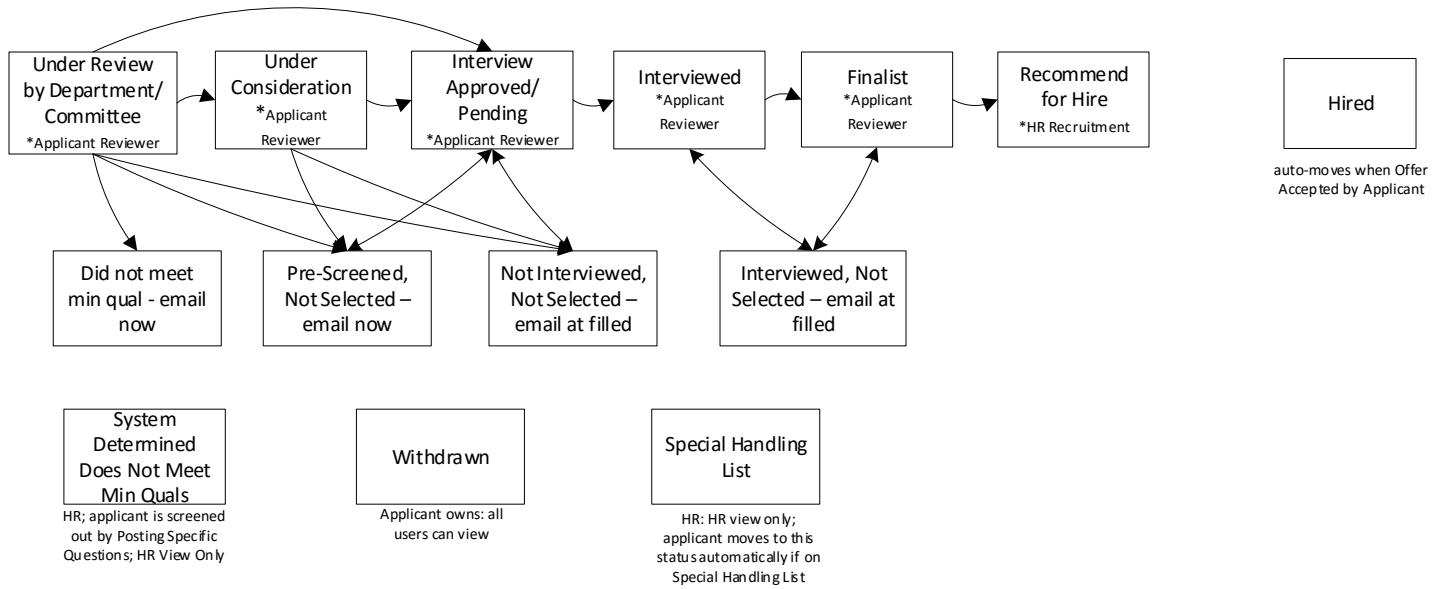 Under Review
by Department/
Committee
*Applicant Reviewer
Under
Consideration
*Applicant
Reviewer
Interview
Approved/
Pending
*Applicant Reviewer
Interviewed
*Applicant
Reviewer
Finalist
*Applicant
Reviewer
Recommend
for Hire
*HR Recruitment
Hired
auto-moves when Offer
Accepted by Applicant
Did not meet
min qual - email
now
Pre-Screened,
Not Selected –
email now
Not Interviewed,
Not Selected –
email at filled
Interviewed, Not
Selected – email at
filled
System
Determined
Does Not Meet
Min Quals
HR; applicant is screened
out by Posting Specific
Questions; HR View Only
Withdrawn
Applicant owns: all
users can view
Special Handling
List
HR: HR view only;
applicant moves to this
status automatically if on
Special Handling List